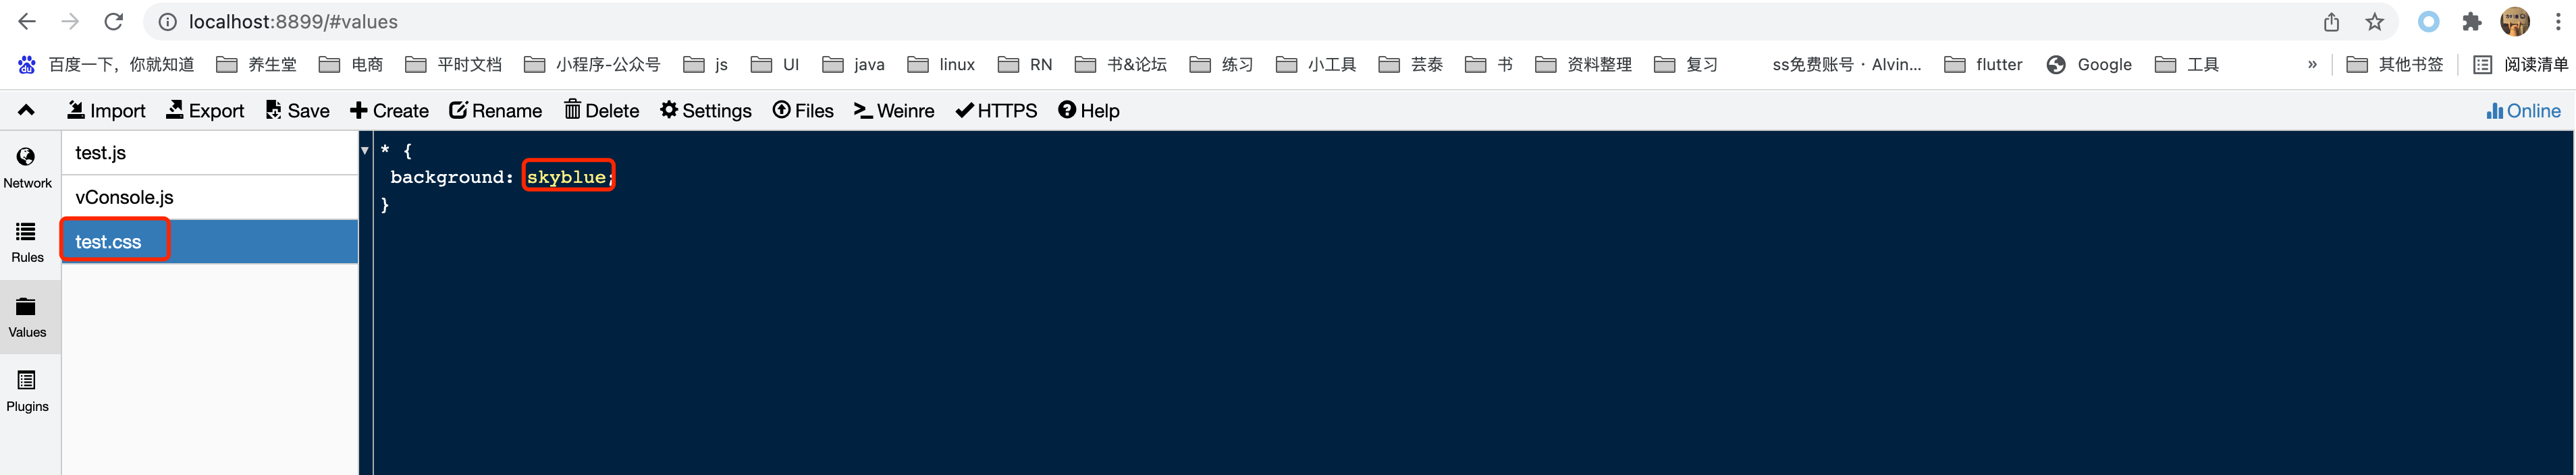 localhost:8899/#values
百度一下，你就知道 养生堂 电商 平时文档 小程序-公众号 js UI java linux RN 书&论坛 练习 小工具 芸泰 书 资料整理 复习 ss免费账号 · Alvin... flutter Google 工具 » 其他书签 阅读清单
Import Export Save Create Rename Delete Settings Files Weinre HTTPS Help Online
Network
Rules
Values
Plugins
test.js
vConsole.js
test.css
* {
background: skyblue;
}